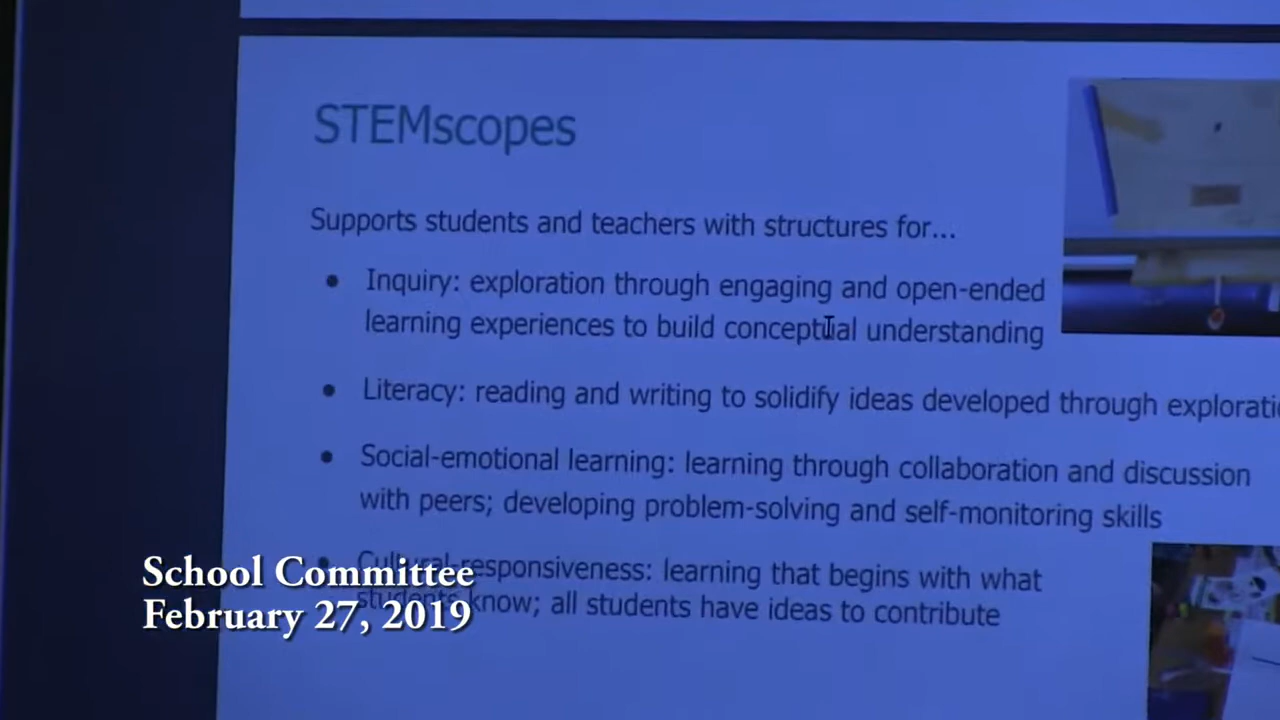 STEMscopes
Supports students and teachers with structures for...
• Inquiry: exploration through engaging and open-ended
learning experiences to build conceptual understanding
• Literacy: reading and writing to solidify ideas developed through explorati
• Social-emotional learning: learning through collaboration and discussion
with peers; developing problem-solving and self-monitoring skills
• Cultural-responsiveness: learning that begins with what
students know; all students have ideas to contribute
School Committee
February 27, 2019